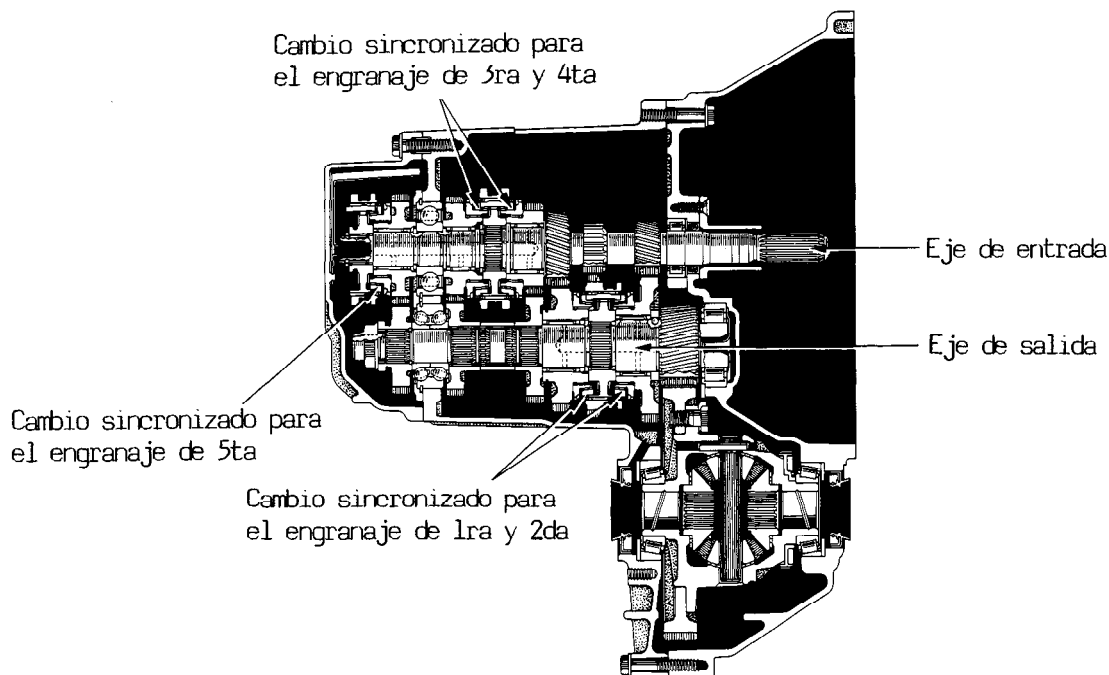 Cambio sincronizado para
el engranaje de 3ra y 4ta
Eje de entrada
Eje de salida
Cambio sincronizado para
el engranaje de 5ta
Cambio sincronizado para
el engranaje de 1ra y 2da